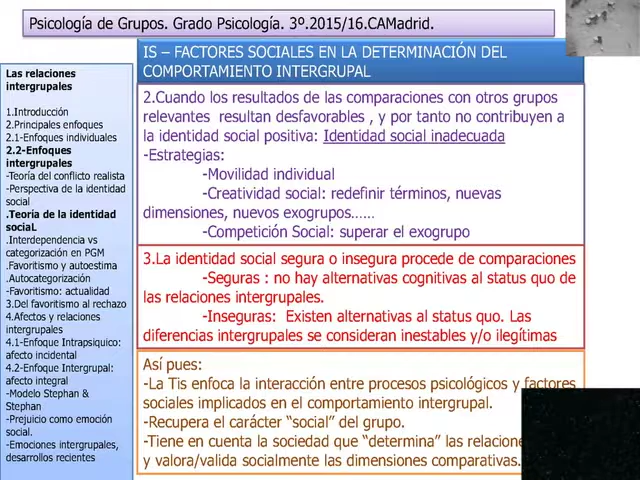 Psicología de Grupos. Grado Psicología. 3º.2015/16.CAMadrid.
IS – FACTORES SOCIALES EN LA DETERMINACIÓN DEL
COMPORTAMIENTO INTERGRUPAL
Las relaciones
intergrupales
1.Introducción
2.Principales enfoques
2.1-Enfoques individuales
2.2-Enfoques
intergrupales
-Teoría del conflicto realista
-Perspectiva de la identidad
social
.Teoría de la identidad
sociaL
.Interdependencia vs
categorización en PGM
.Favoritismo y autoestima
.Autocategorización
-Favoritismo: actualidad
3.Del favoritismo al rechazo
4.Afectos y relaciones
intergrupales
4.1-Enfoque Intrapsiquico:
afecto incidental
4.2-Enfoque Intergrupal:
afecto integral
-Modelo Stephan &
Stephan
-Prejuicio como emoción
social.
-Emociones intergrupales,
desarrollos recientes
2.Cuando los resultados de las comparaciones con otros grupos
relevantes resultan desfavorables , y por tanto no contribuyen a
la identidad social positiva: Identidad social inadecuada
-Estrategias:
-Movilidad individual
-Creatividad social: redefinir términos, nuevas
dimensiones, nuevos exogrupos……
-Competición Social: superar el exogrupo
3.La identidad social segura o insegura procede de comparaciones
-Seguras : no hay alternativas cognitivas al status quo de
las relaciones intergrupales.
-Inseguras: Existen alternativas al status quo. Las
diferencias intergrupales se consideran inestables y/o ilegítimas
Así pues:
-La Tis enfoca la interacción entre procesos psicológicos y factores
sociales implicados en el comportamiento intergrupal.
-Recupera el carácter “social” del grupo.
-Tiene en cuenta la sociedad que “determina” las relacione
y valora/valida socialmente las dimensiones comparativas.